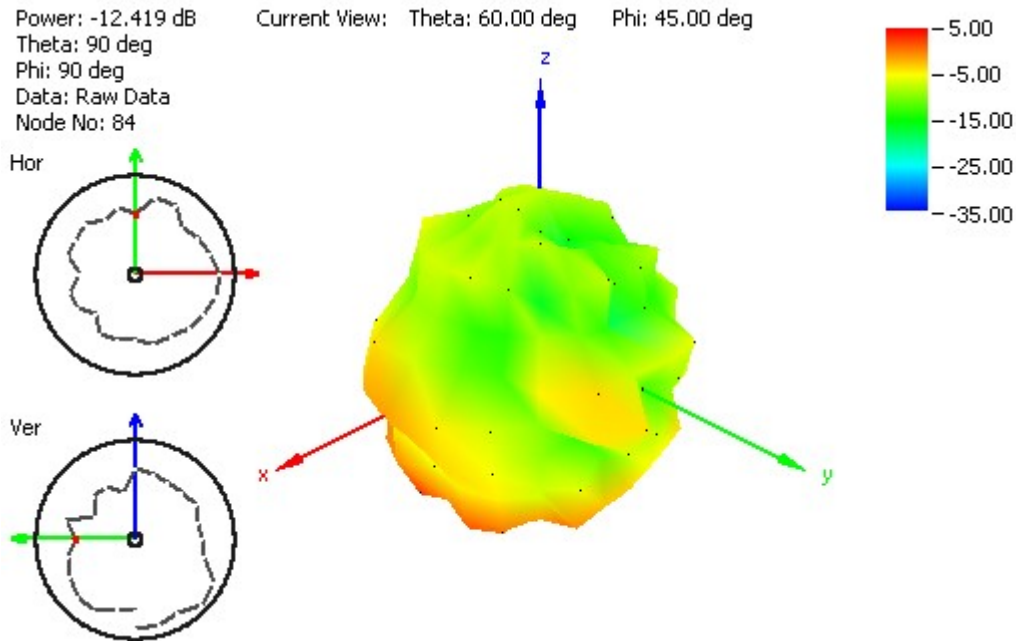 Power: -12.419 dB
Current View: Theta: 60.00 deg Phi: 45.00 deg
Theta: 90 deg
Phi: 90 deg
Data: Raw Data
Node No: 84
Hor
Ver
z
x
y
5.00
-5.00
-15.00
-25.00
-35.00